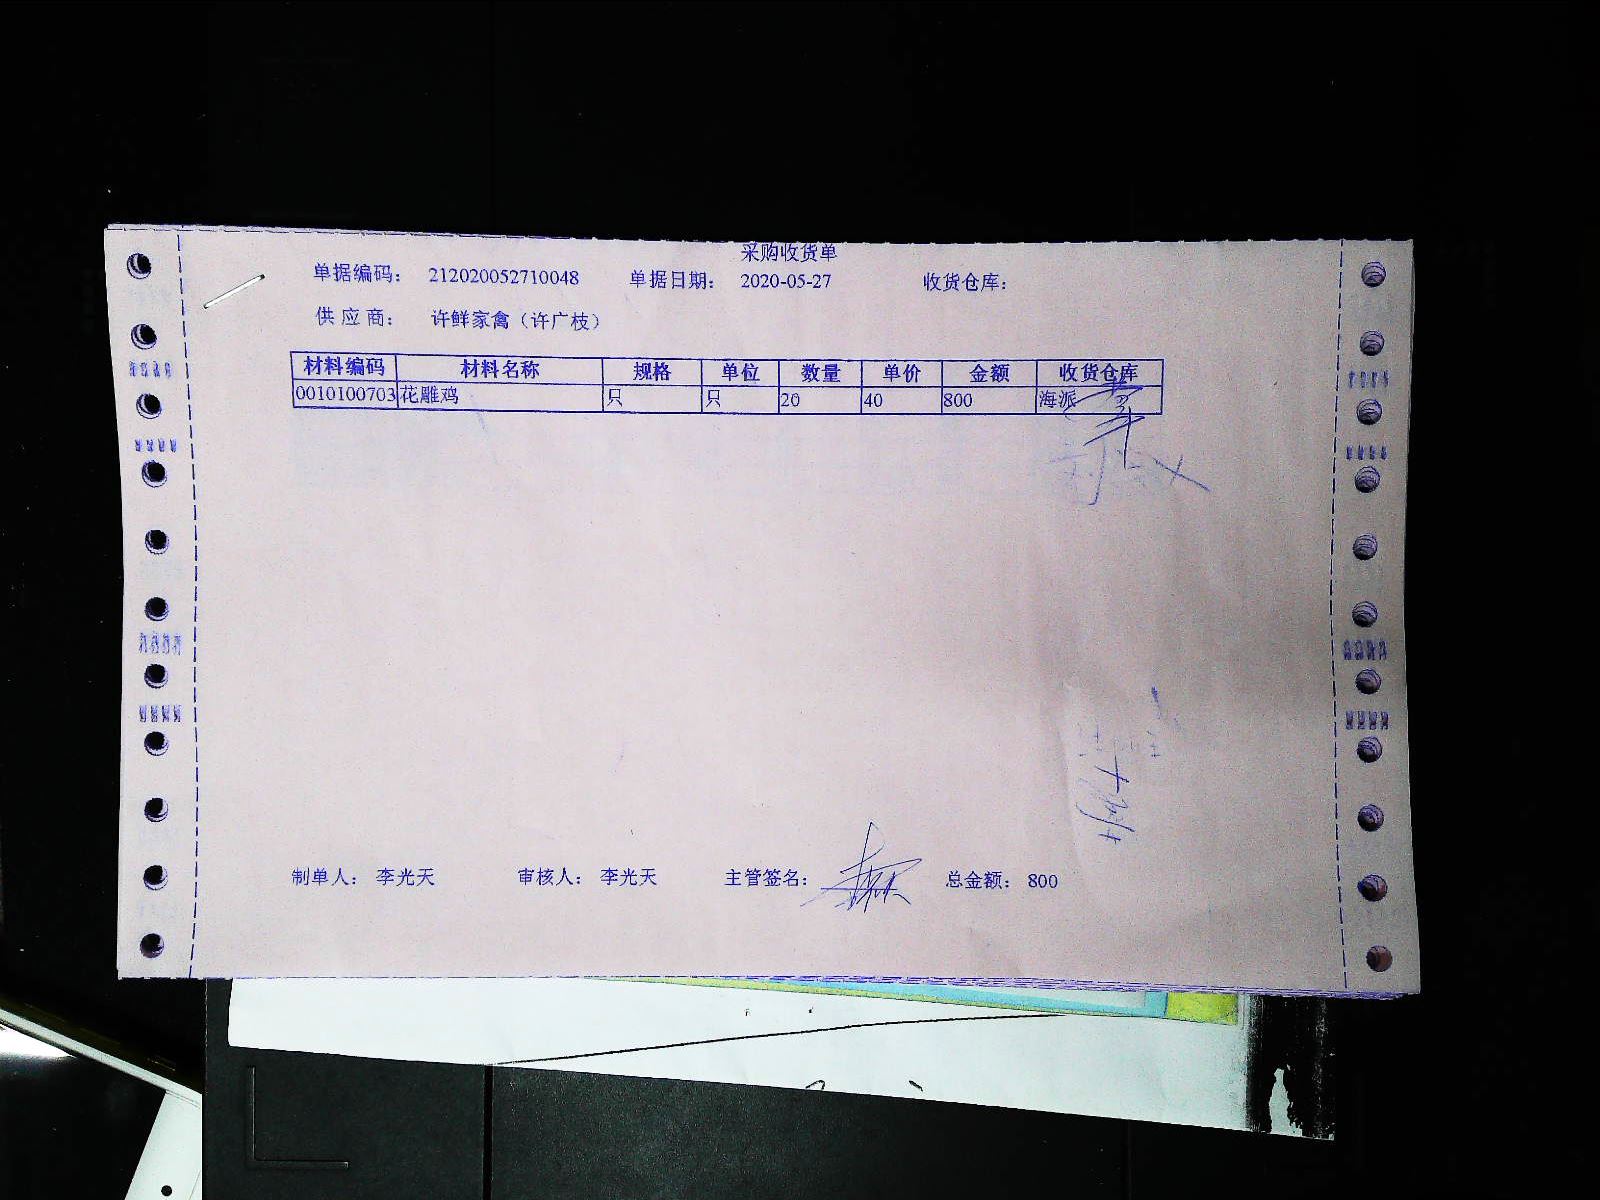 采购收货单
单据编码： 212020052710048 单据日期： 2020-05-27 收货仓库：
供 应 商： 许鲜家禽（许广枝）
材料编码 材料名称 规格 单位 数量 单价 金额 收货仓库
0010100703 花雕鸡 只 只 20 40 800 海派
制单人： 李光天 审核人： 李光天 主管签名： 总金额： 800